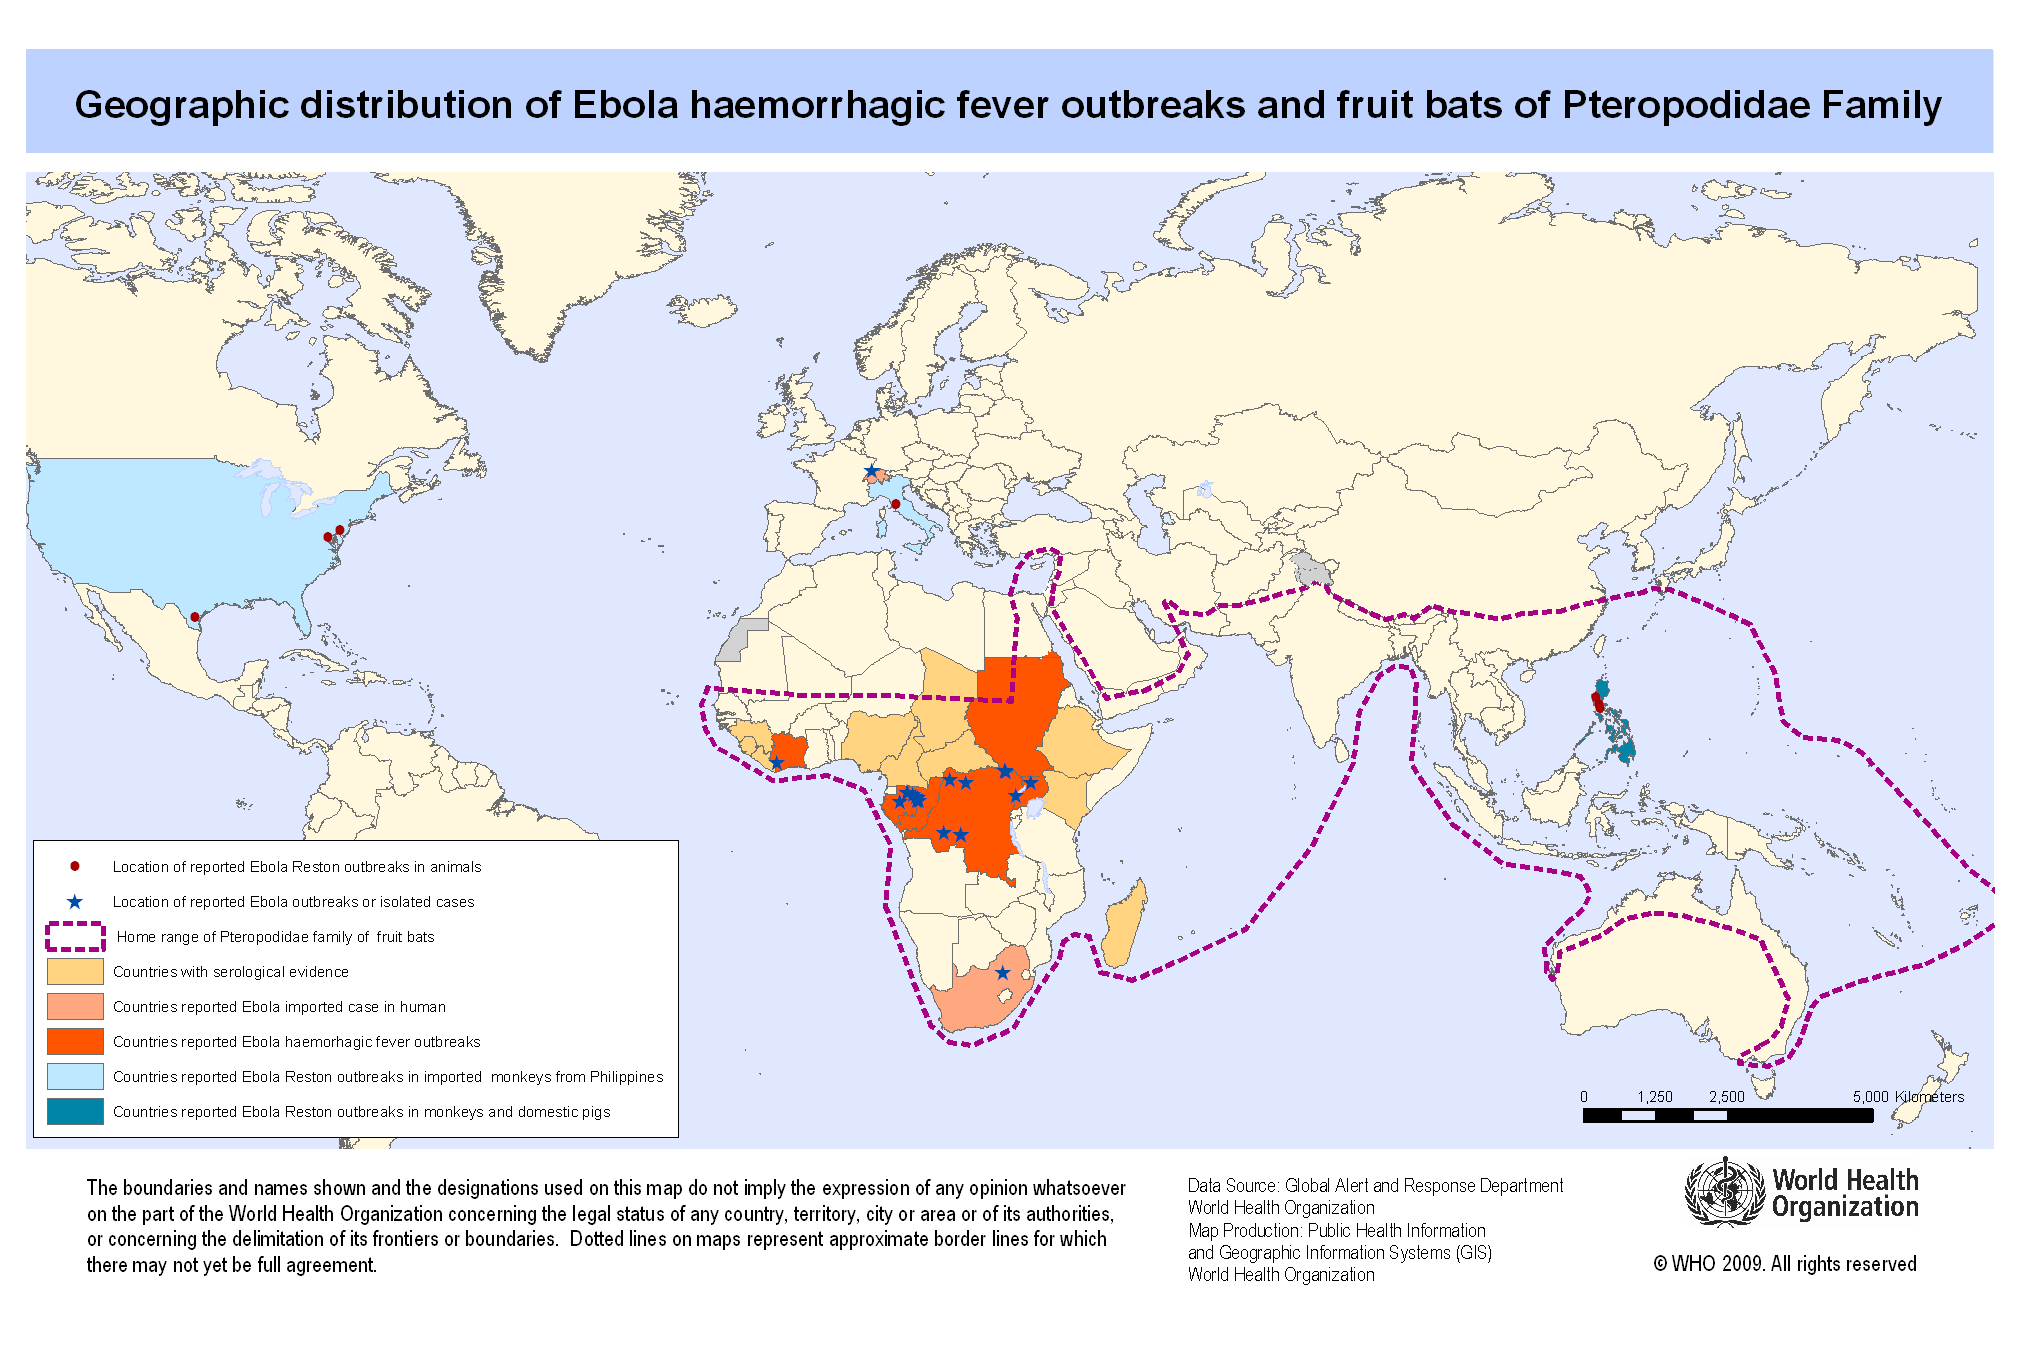 Geographic distribution of Ebola haemorrhagic fever outbreaks and fruit bats of Pteropodidae Family
Location of reported Ebola Reston outbreaks in animals
Location of reported Ebola outbreaks or isolated cases
Home range of Pteropodidae family of fruit bats
Countries with serological evidence
Countries reported Ebola imported case in human
Countries reported Ebola haemorhagic fever outbreaks
Countries reported Ebola Reston outbreaks in imported monkeys from Philippines
Countries reported Ebola Reston outbreaks in monkeys and domestic pigs
0 1,250 2,500 5,000 Kilometers
The boundaries and names shown and the designations used on this map do not imply the expression of any opinion whatsoever
on the part of the World Health Organization concerning the legal status of any country, territory, city or area or of its authorities,
or concerning the delimitation of its frontiers or boundaries. Dotted lines on maps represent approximate border lines for which
there may not yet be full agreement.
Data Source: Global Alert and Response Department
World Health Organization
Map Production: Public Health Information
and Geographic Information Systems (GIS)
World Health Organization
World Health
Organization
© WHO 2009. All rights reserved